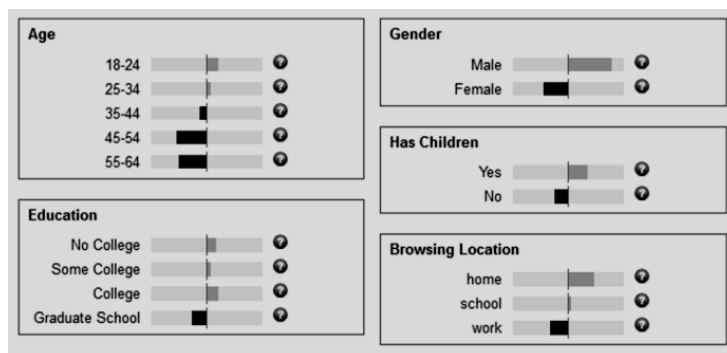 Age
18-24
25-34
35-44
45-54
55-64
Education
No College
Some College
College
Graduate School
Gender
Male
Female
Has Children
Yes
No
Browsing Location
home
school
work